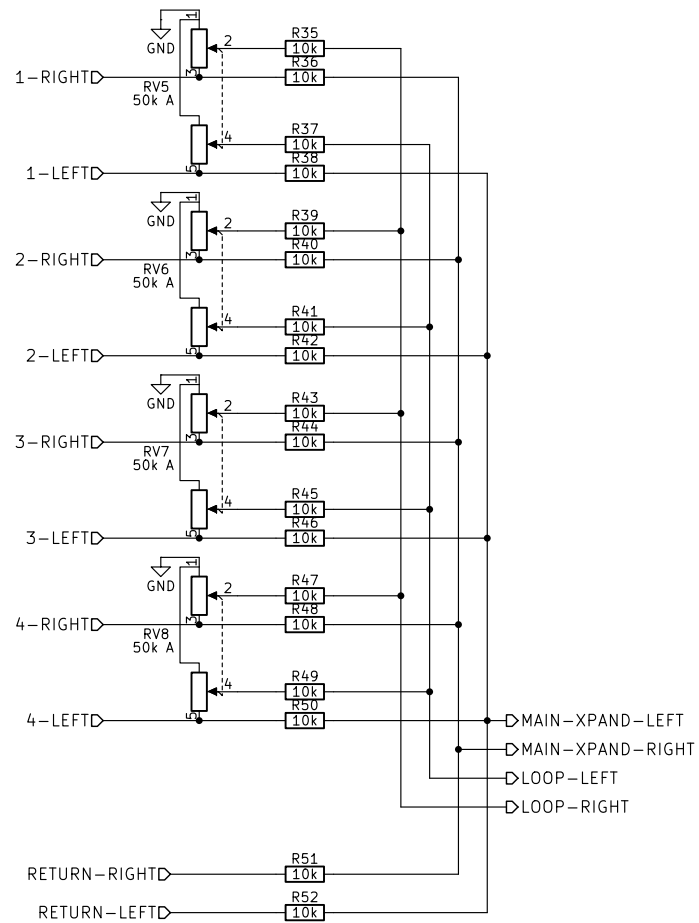 1
GND
2
R35
10k
R36
10k
1-RIGHT
3
RV5
50k A
4
R37
10k
R38
10k
1-LEFT
5
1
GND
2
R39
10k
R40
10k
2-RIGHT
3
RV6
50k A
4
R41
10k
R42
10k
2-LEFT
5
1
GND
2
R43
10k
R44
10k
3-RIGHT
3
RV7
50k A
4
R45
10k
R46
10k
3-LEFT
5
1
GND
2
R47
10k
R48
10k
4-RIGHT
3
RV8
50k A
4
R49
10k
R50
10k
4-LEFT
5
MAIN-XPAND-LEFT
MAIN-XPAND-RIGHT
LOOP-LEFT
LOOP-RIGHT
RETURN-RIGHT
R51
10k
RETURN-LEFT
R52
10k